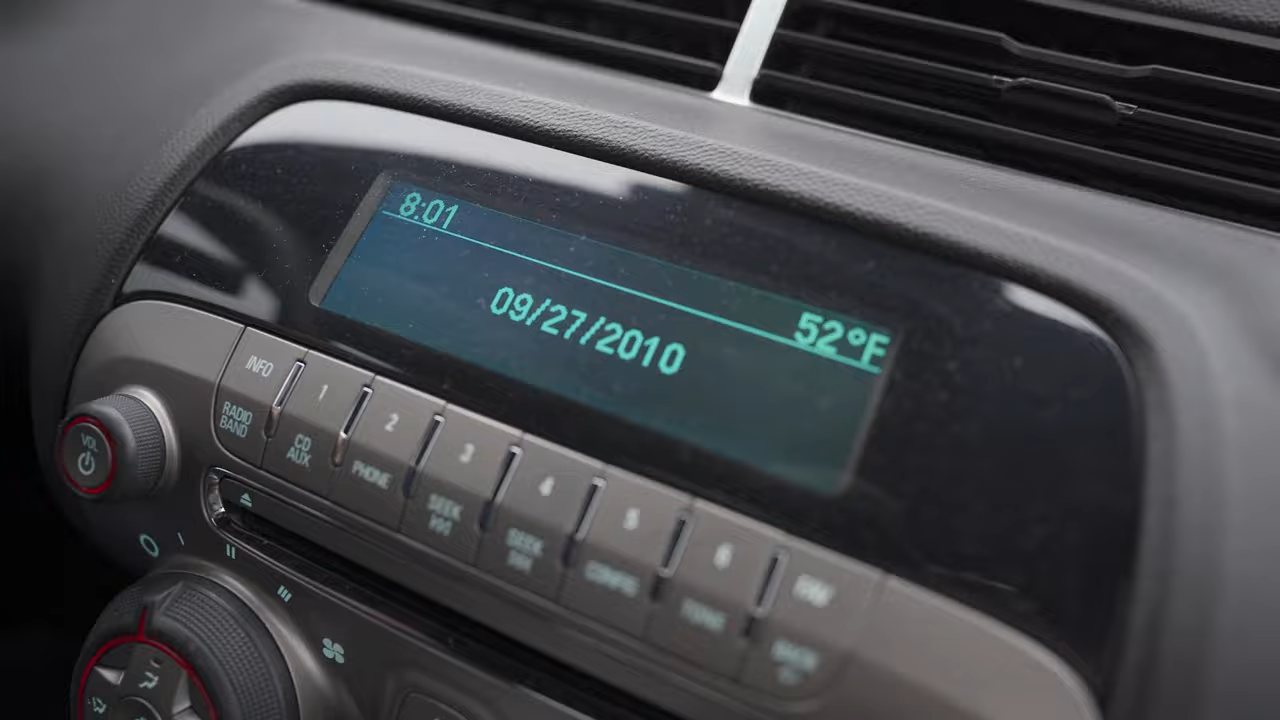 8:01
52°F
09/27/2010
INFO
1
2
3
4
5
6
FAV
RADIO BAND
CD AUX
PHONE
SEEK
SEEK
CONFIG
TONE
BACK
VOL